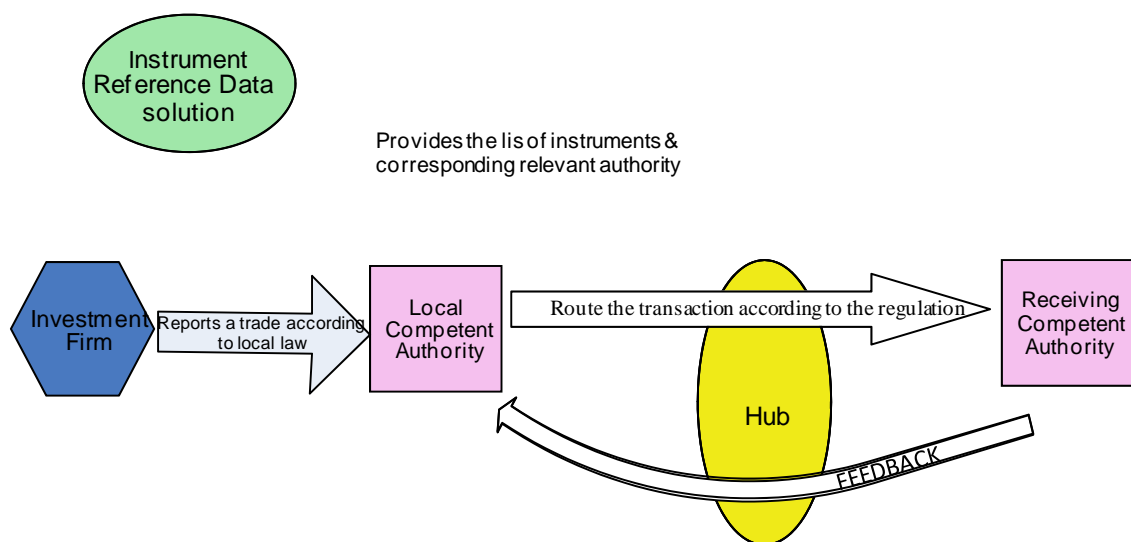 Instrument
Reference Data
solution
Provides the lis of instruments &
corresponding relevant authority
Investment
Firm
Reports a trade according
to local law
Local
Competent
Authority
Route the transaction according to the regulation
Receiving
Competent
Authority
Hub
FEEDBACK